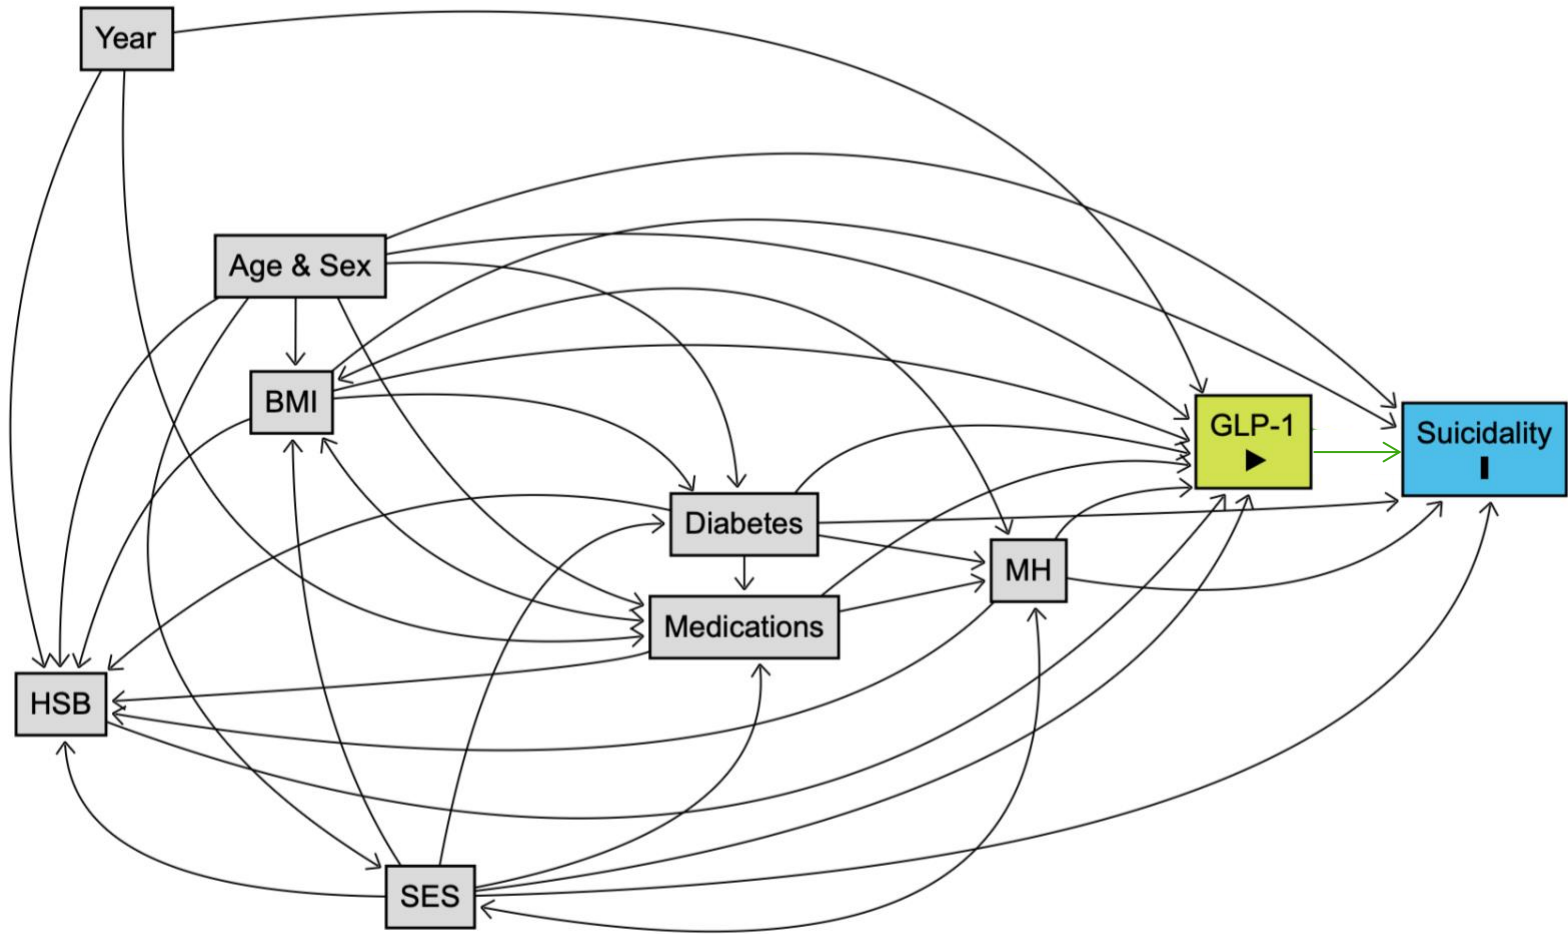 Year
Age & Sex
BMI
GLP-1
Suicidality
Diabetes
MH
Medications
HSB
SES